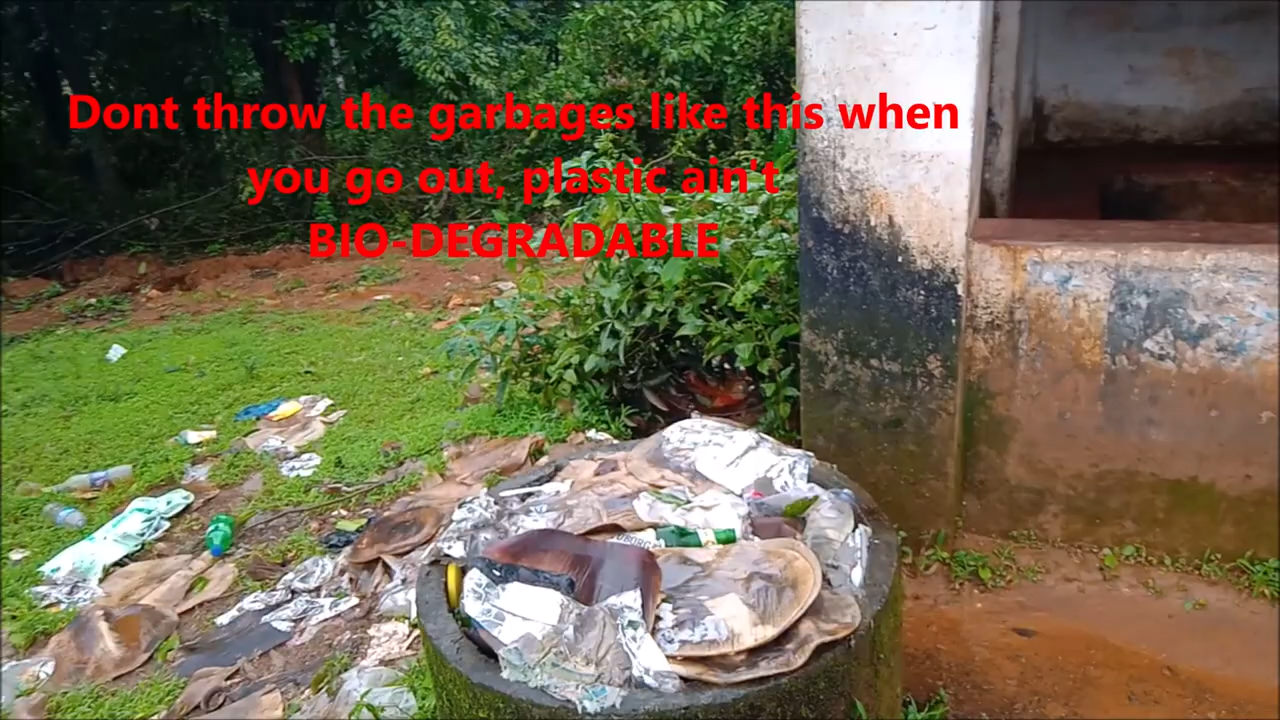 Dont throw the garbages like this when
you go out, plastic ain't
BIO-DEGRADABLE